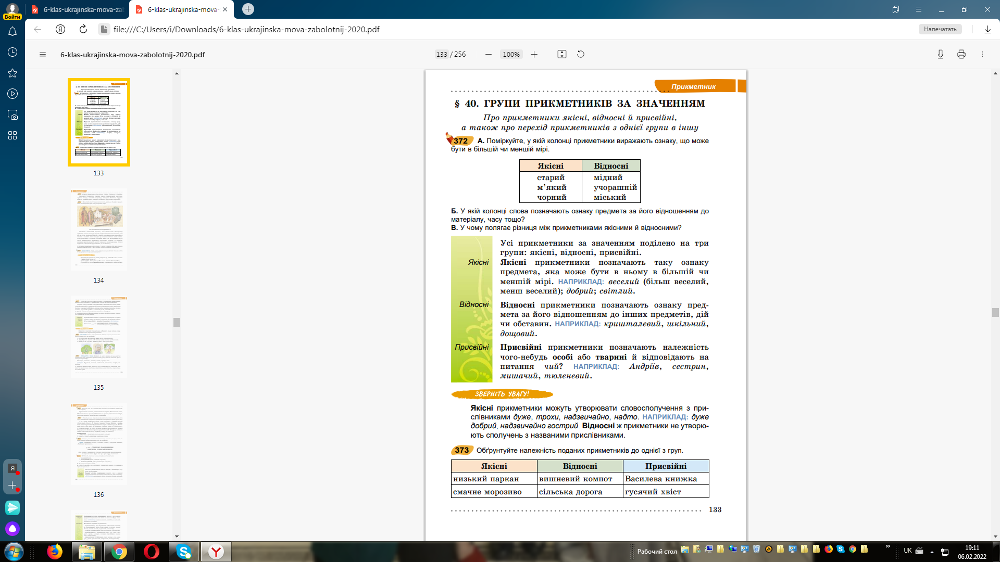 6-klas-ukrajinska-mova-za
6-klas-ukrajinska-mova-
Войти
file:///C:/Users/i/Downloads/6-klas-ukrajinska-mova-zabolotnij-2020.pdf
Напечатать
6-klas-ukrajinska-mova-zabolotnij-2020.pdf
133 / 256
100%
133
134
135
136
Прикметник
§ 40. ГРУПИ ПРИКМЕТНИКІВ ЗА ЗНАЧЕННЯМ
Про прикметники якісні, відносні й присвійні,
а також про перехід прикметників з однієї групи в іншу
372 А. Поміркуйте, у якій колонці прикметники виражають ознаку, що може
бути в більшій чи меншій мірі.
Якісні Відносні
старий мідний
м’який учорашній
чорний міський
Б. У якій колонці слова позначають ознаку предмета за його відношенням до
матеріалу, часу тощо?
В. У чому полягає різниця між прикметниками якісними й відносними?
Усі прикметники за значенням поділено на три
групи: якісні, відносні, присвійні.
Якісні Якісні прикметники позначають таку ознаку
предмета, яка може бути в ньому в більшій чи
меншій мірі. НАПРИКЛАД: веселий (більш веселий,
менш веселий); добрий; світлий.
Відносні Відносні прикметники позначають ознаку пред-
мета за його відношенням до інших предметів, дій
чи обставин. НАПРИКЛАД: кришталевий, шкільний,
дощовий.
Присвійні Присвійні прикметники позначають належність
чого-небудь особі або тварині й відповідають на
питання чий? НАПРИКЛАД: Андріїв, сестрин,
мишачий, тюленевий.
ЗВЕРНІТЬ УВАГУ!
Якісні прикметники можуть утворювати словосполучення з при-
слівниками дуже, трохи, надзвичайно, надто. НАПРИКЛАД: дуже
добрий, надзвичайно гострий. Відносні ж прикметники не утворю-
ють сполучень з названими прислівниками.
373 Обґрунтуйте належність поданих прикметників до однієї з груп.
Якісні Відносні Присвійні
низький паркан вишневий компот Василева книжка
смачне морозиво сільська дорога гусячий хвіст
133
Рабочий стол
UK
19:11
06.02.2022